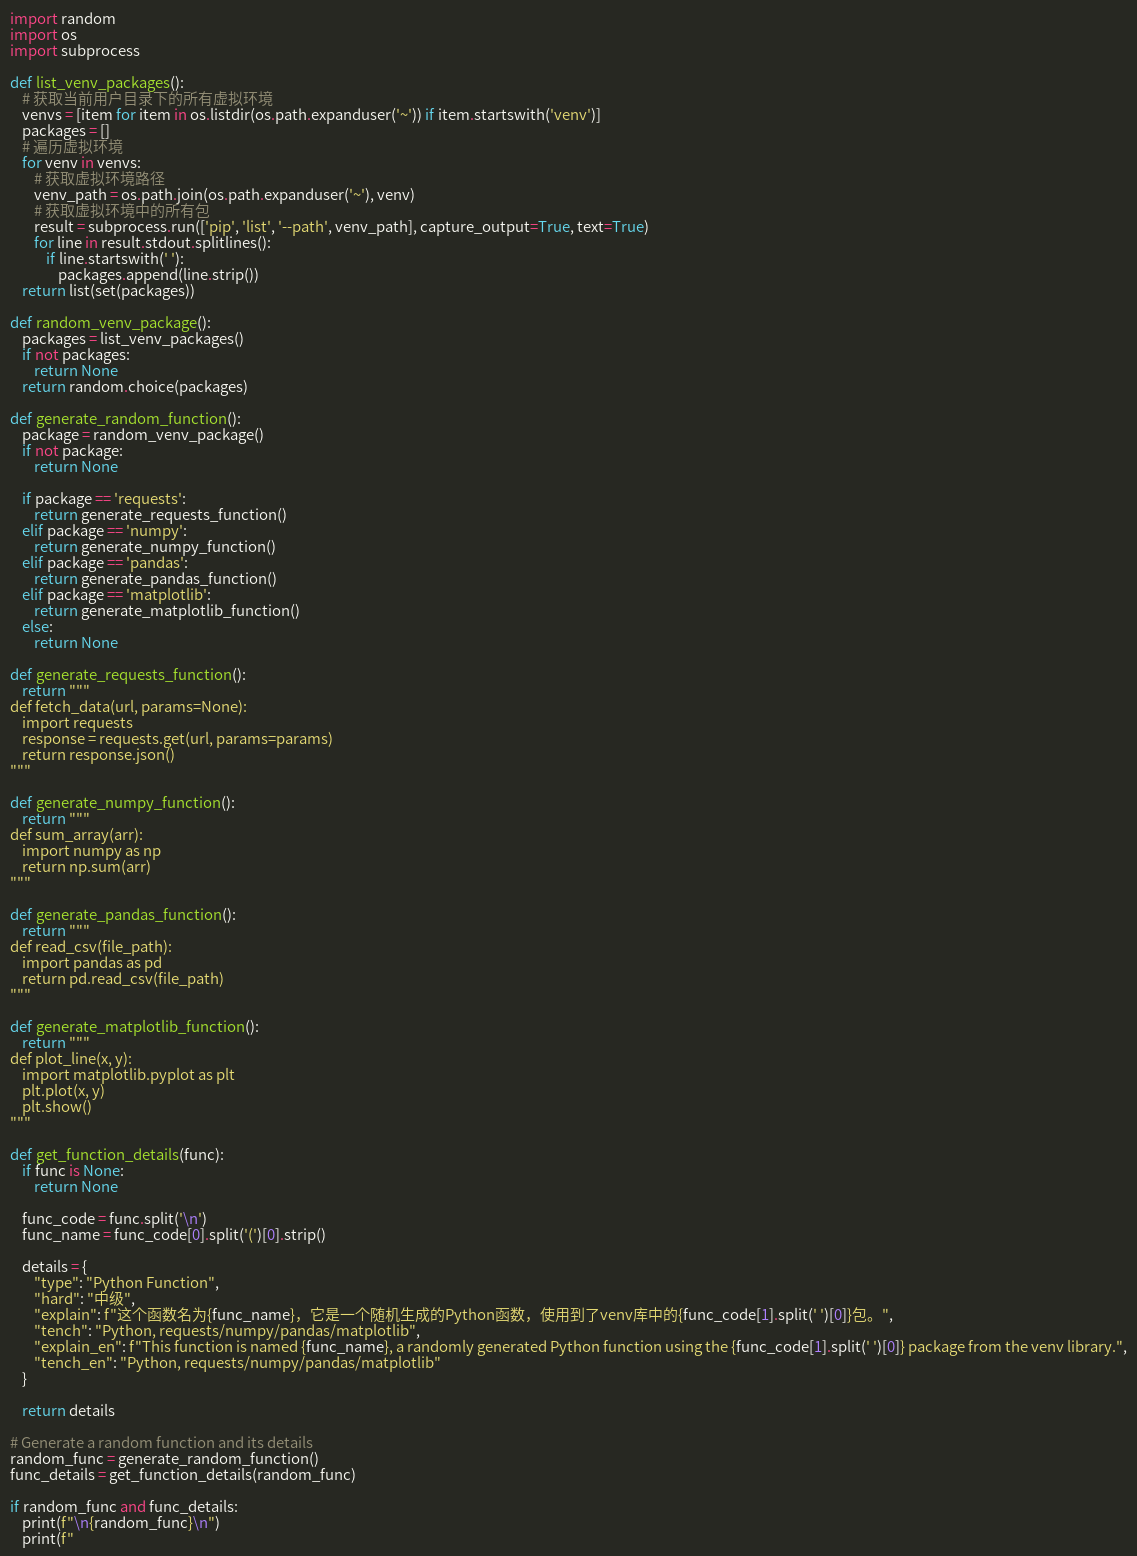 import random
import os
import subprocess

def list_venv_packages():
    # 获取当前用户目录下的所有虚拟环境
    venvs = [item for item in os.listdir(os.path.expanduser('~')) if item.startswith('venv')]
    packages = []
    # 遍历虚拟环境
    for venv in venvs:
        # 获取虚拟环境路径
        venv_path = os.path.join(os.path.expanduser('~'), venv)
        # 获取虚拟环境中的所有包
        result = subprocess.run(['pip', 'list', '--path', venv_path], capture_output=True, text=True)
        for line in result.stdout.splitlines():
            if line.startswith(' '):
                packages.append(line.strip())
    return list(set(packages))

def random_venv_package():
    packages = list_venv_packages()
    if not packages:
        return None
    return random.choice(packages)

def generate_random_function():
    package = random_venv_package()
    if not package:
        return None

    if package == 'requests':
        return generate_requests_function()
    elif package == 'numpy':
        return generate_numpy_function()
    elif package == 'pandas':
        return generate_pandas_function()
    elif package == 'matplotlib':
        return generate_matplotlib_function()
    else:
        return None

def generate_requests_function():
    return """
def fetch_data(url, params=None):
    import requests
    response = requests.get(url, params=params)
    return response.json()
"""

def generate_numpy_function():
    return """
def sum_array(arr):
    import numpy as np
    return np.sum(arr)
"""

def generate_pandas_function():
    return """
def read_csv(file_path):
    import pandas as pd
    return pd.read_csv(file_path)
"""

def generate_matplotlib_function():
    return """
def plot_line(x, y):
    import matplotlib.pyplot as plt
    plt.plot(x, y)
    plt.show()
"""

def get_function_details(func):
    if func is None:
        return None

    func_code = func.split('\n')
    func_name = func_code[0].split('(')[0].strip()

    details = {
        "type": "Python Function",
        "hard": "中级",
        "explain": f"这个函数名为{func_name}，它是一个随机生成的Python函数，使用到了venv库中的{func_code[1].split(' ')[0]}包。",
        "tench": "Python, requests/numpy/pandas/matplotlib",
        "explain_en": f"This function is named {func_name}, a randomly generated Python function using the {func_code[1].split(' ')[0]} package from the venv library.",
        "tench_en": "Python, requests/numpy/pandas/matplotlib"
    }

    return details

# Generate a random function and its details
random_func = generate_random_function()
func_details = get_function_details(random_func)

if random_func and func_details:
    print(f"\n{random_func}\n")
    print(f"